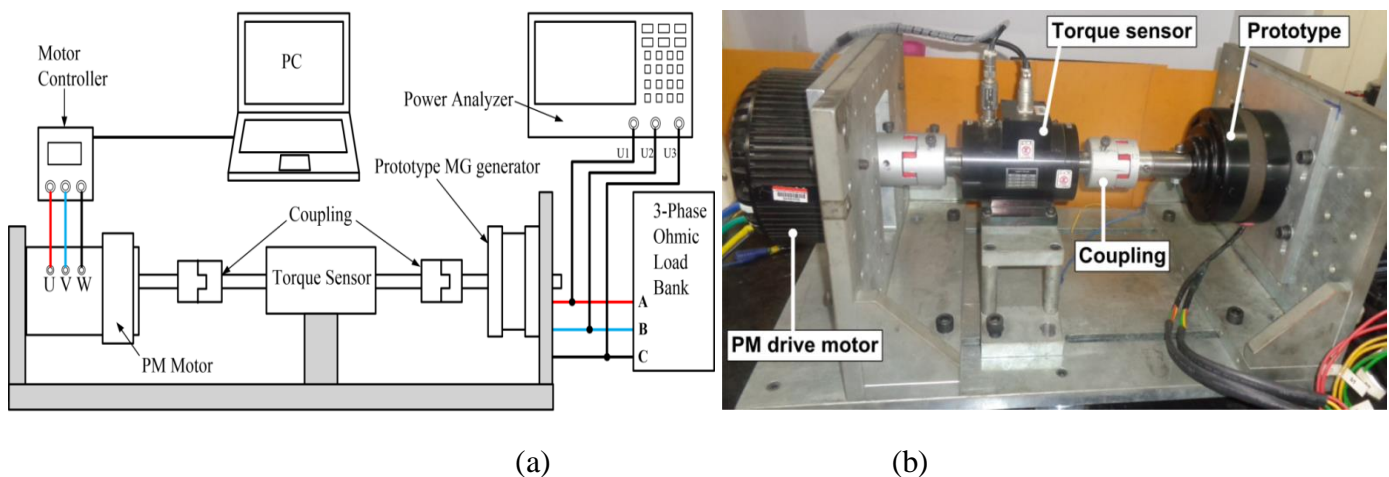 Motor
Controller
PC
Power Analyzer
U1
U2
U3
Prototype MG generator
Coupling
3-Phase
Ohmic
Load
Bank
U V W
Torque Sensor
A
B
C
PM Motor
Torque sensor
Prototype
Coupling
PM drive motor
(a)
(b)